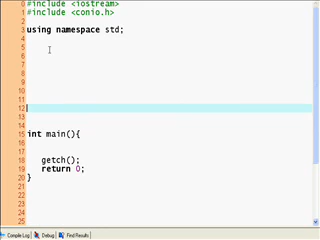 0 #include <iostream>
1 #include <conio.h>
2
3 using namespace std;
4
5
6
7
8
9
10
11
12
13
14
15 int main(){
16
17
18 getch();
19 return 0;
20 }
21
22
23
24
25
Compile Log Debug Find Results